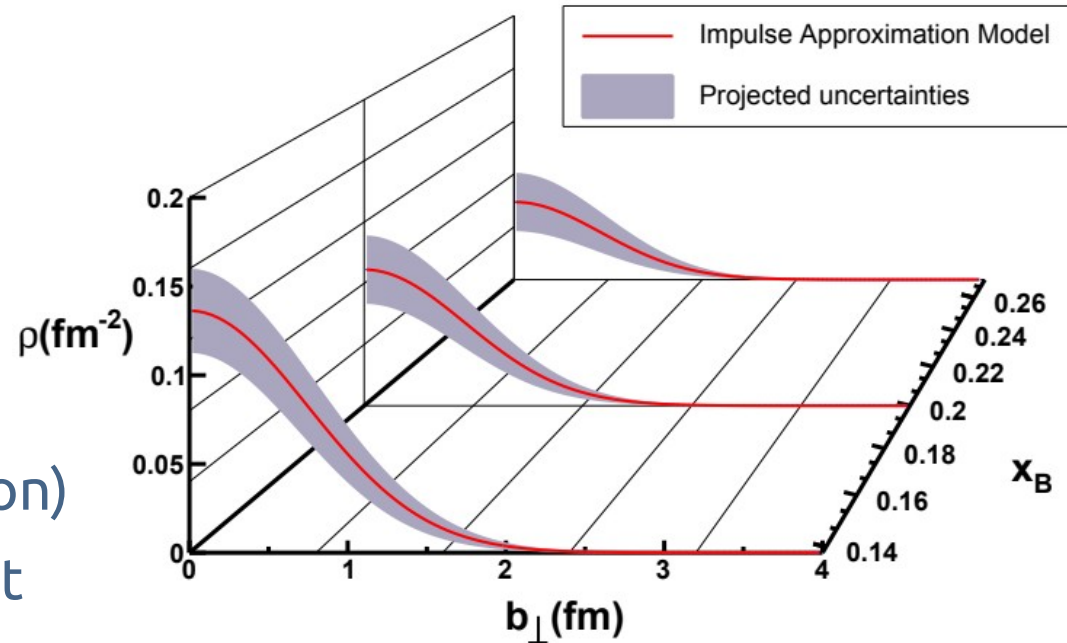 Impulse Approximation Model
Projected uncertainties
0.2
0.15
ρ(fm⁻²)
0.1
0.05
0
on)
t
0 1 2 3 4
b⊥(fm)
0.26
0.24
0.22
0.2
0.18
x_B
0.16
0.14